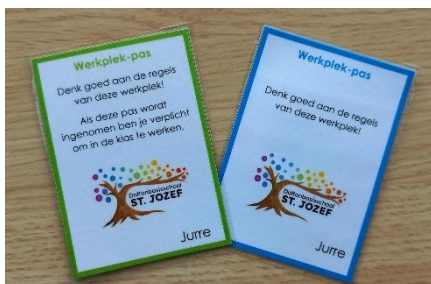 Werkplek-pas
Denk goed aan de regels
van deze werkplek!
Als deze pas wordt
ingenomen ben je verplicht
om in de klas te werken.
Daltonbasisschool
ST. JOZEF
Jurre
Werkplek-pas
Denk goed aan de regels
van deze werkplek!
Daltonbasisschool
ST. JOZEF
Jurre